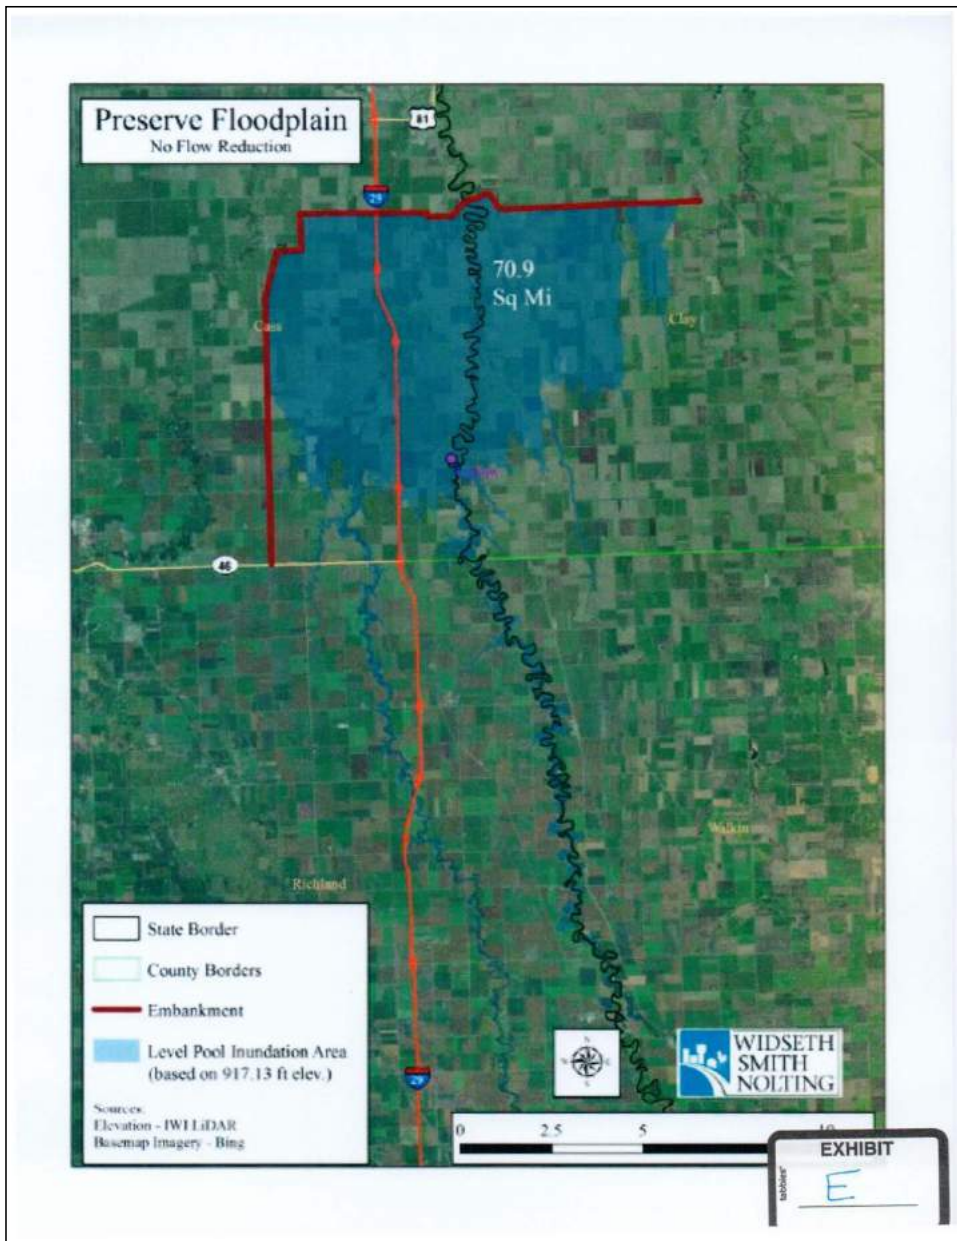 Preserve Floodplain
No Flow Reduction
81
29
70.9
Sq Mi
Cass
Clay
46
Wilkin
Richland
State Border
County Borders
Embankment
Level Pool Inundation Area
(based on 917.13 ft elev.)
Sources:
Elevation - IWI LiDAR
Basemap Imagery - Bing
29
N
W
E
S
WIDSETH
SMITH
NOLTING
0
2.5
5
EXHIBIT
tabbies'
E